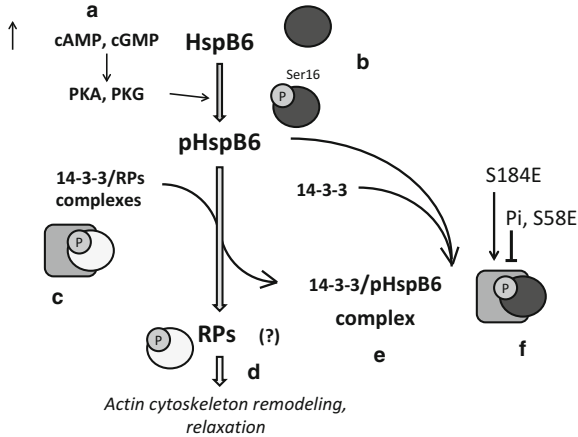 a
cAMP, cGMP
HspB6
b
PKA, PKG
Ser16
P
pHspB6
14-3-3/RPs
complexes
14-3-3
S184E
Pi, S58E
P
c
14-3-3/pHspB6
complex
e
P
f
P
RPs (?)
d
Actin cytoskeleton remodeling,
relaxation